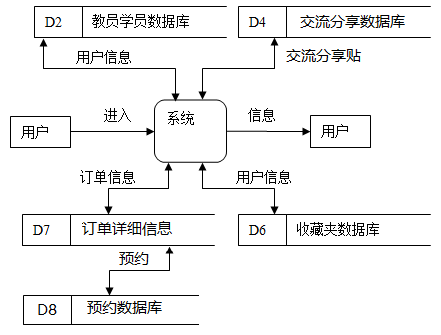 D2 教员学员数据库
D4 交流分享数据库
用户信息
交流分享贴
用户
进入
系统
信息
用户
订单信息
用户信息
D7 订单详细信息
D6 收藏夹数据库
预约
D8 预约数据库